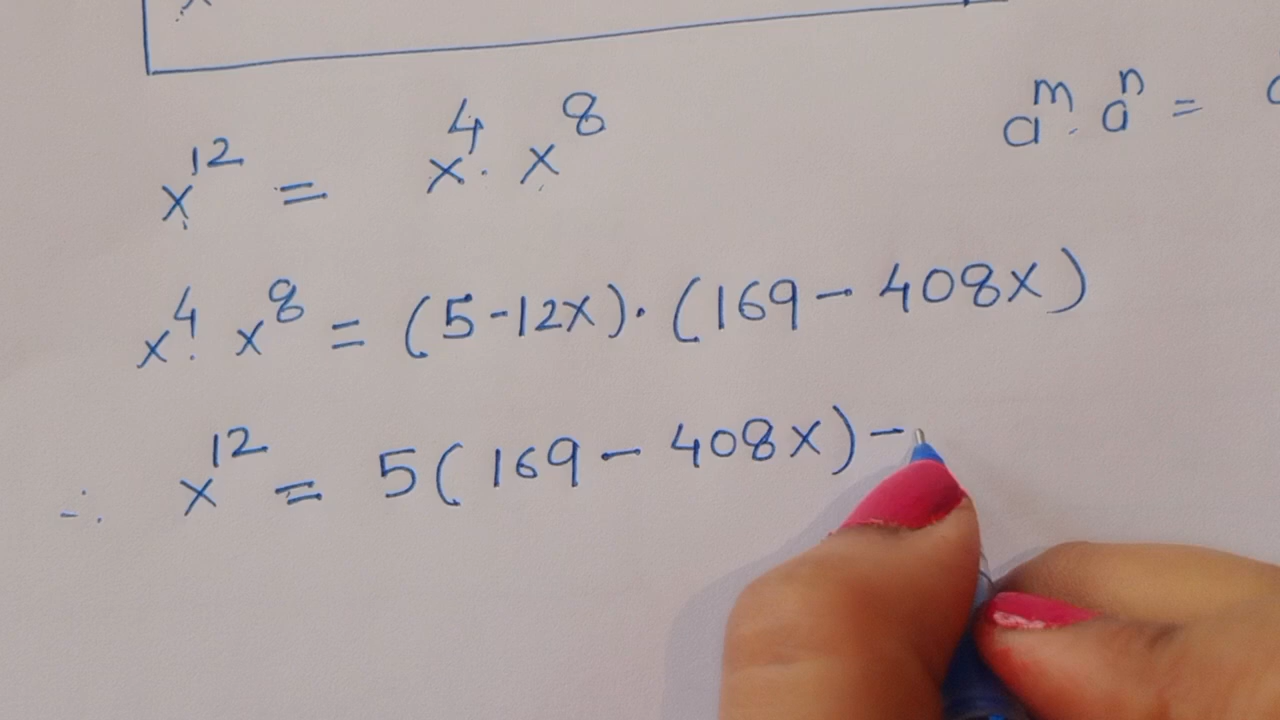 x¹² = x⁴. x⁸
aᵐ. aⁿ =
x⁴. x⁸ = (5-12x).(169-408x)
∴ x¹² = 5(169-408x)-